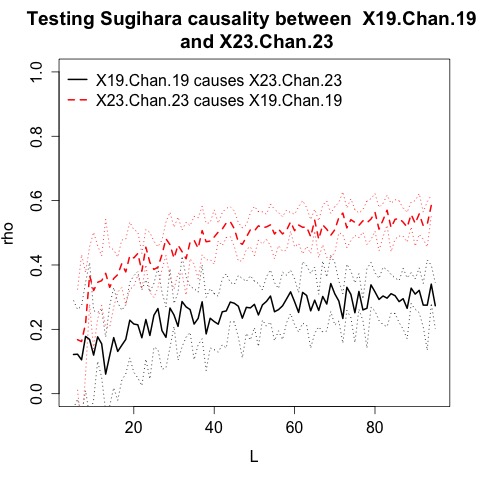 Testing Sugihara causality between  X19.Chan.19
and X23.Chan.23
X19.Chan.19 causes X23.Chan.23
X23.Chan.23 causes X19.Chan.19
1.0
0.8
0.6
0.4
0.2
0.0
rho
20 40 60 80
L